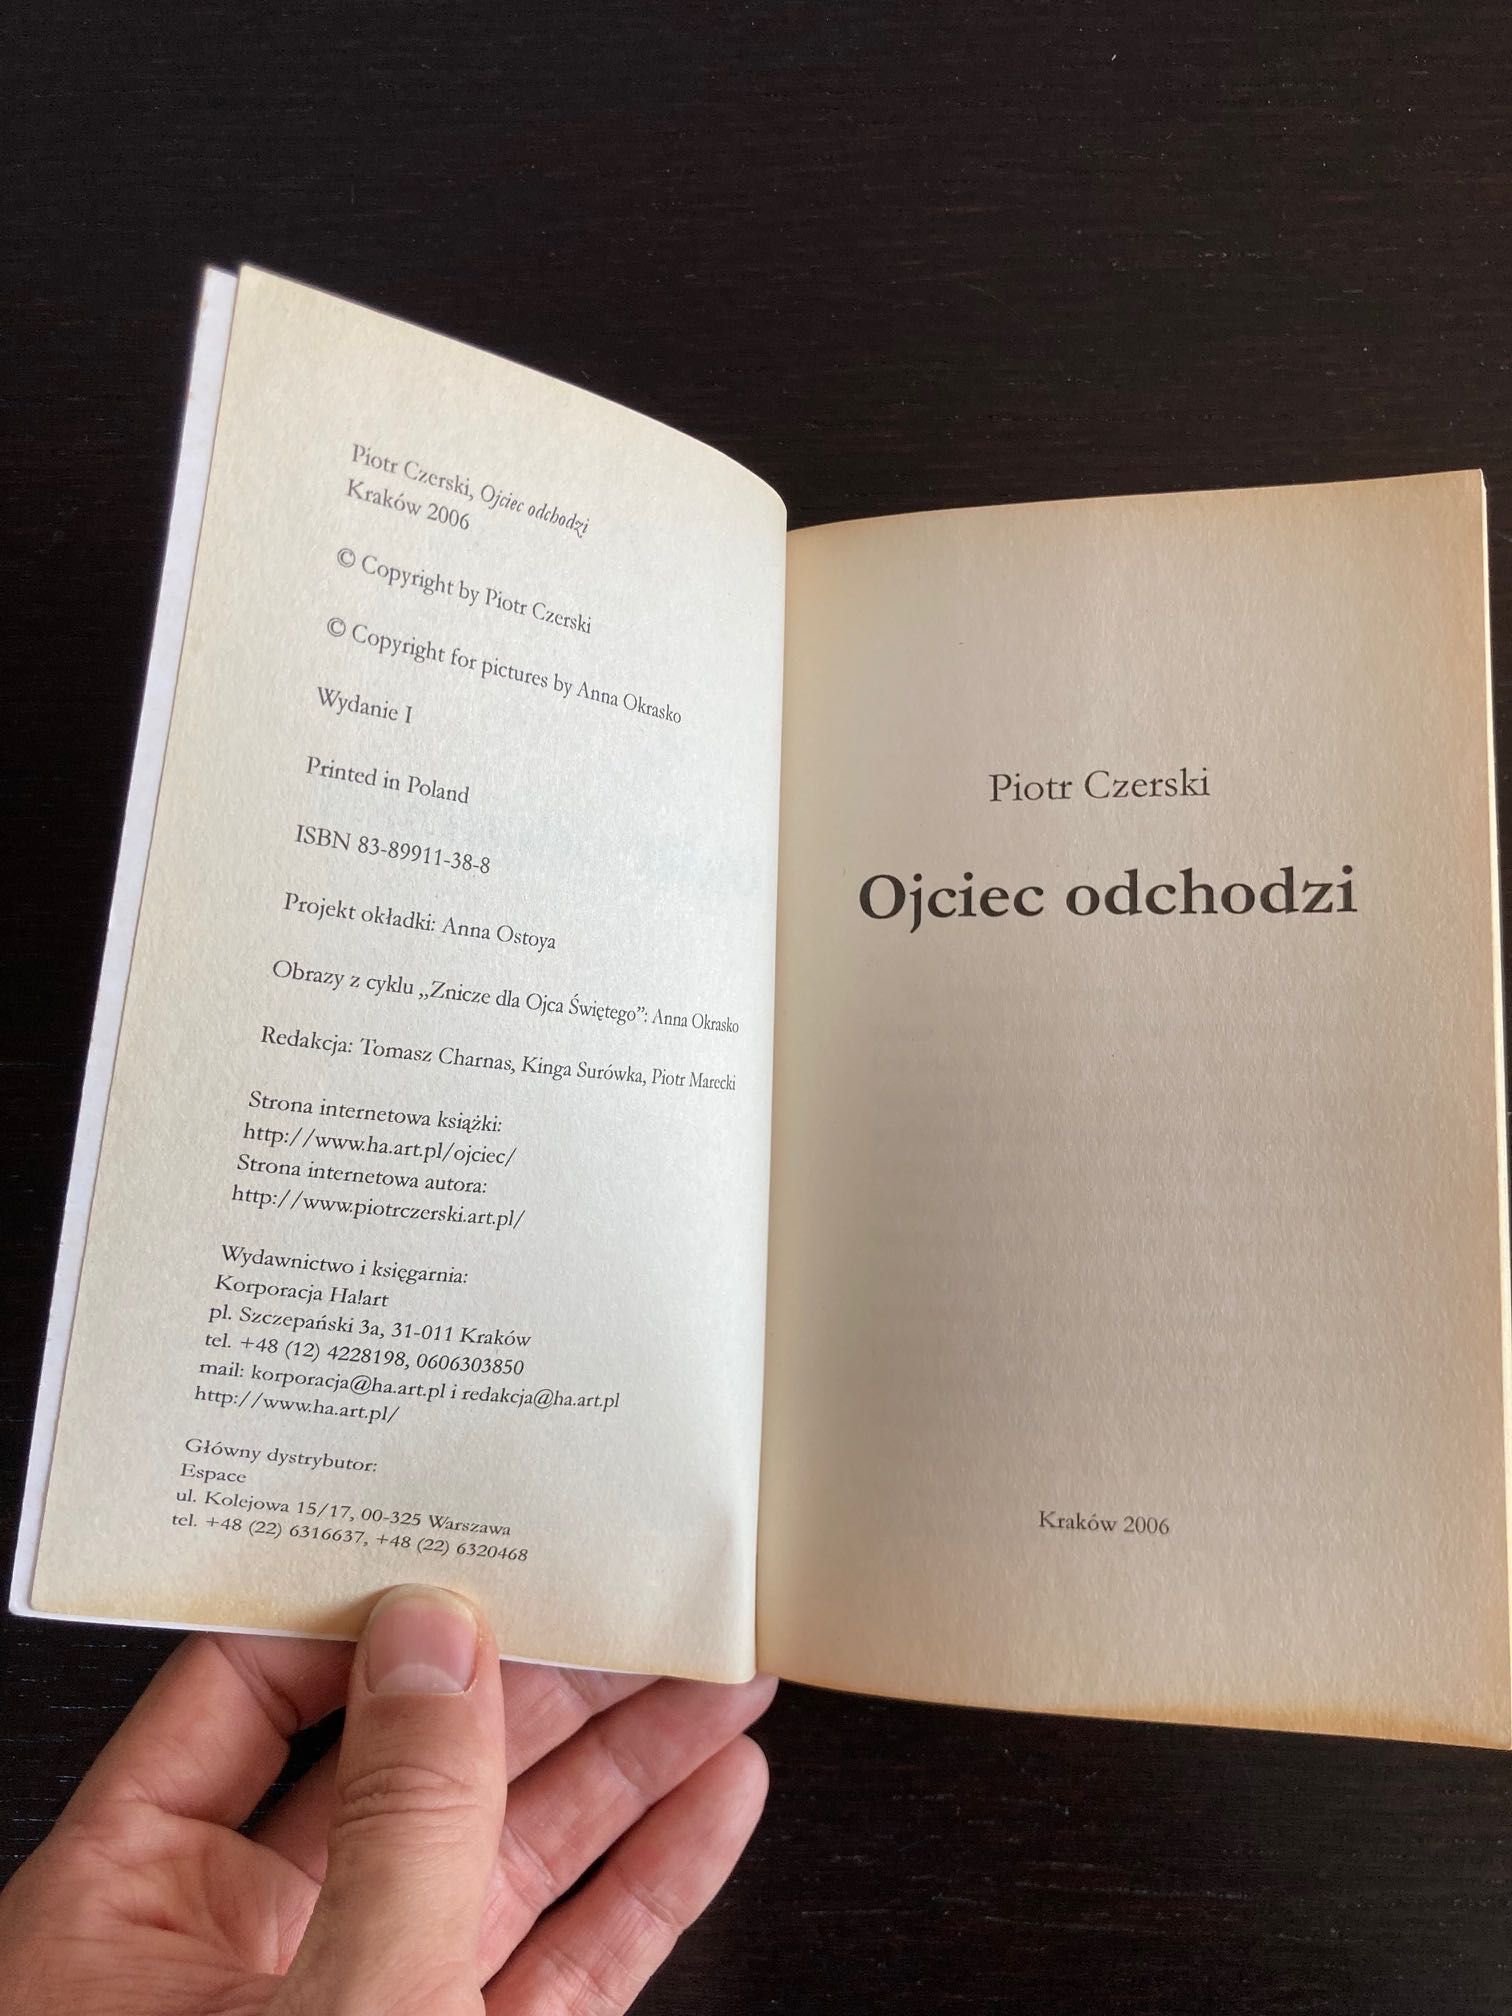 Piotr Czerski, Ojciec odchodzi
Kraków 2006
© Copyright by Piotr Czerski
© Copyright for pictures by Anna Okrasko
Wydanie I
Printed in Poland
ISBN 83-89911-38-8
Projekt okładki: Anna Ostoya
Obrazy z cyklu „Znicze dla Ojca Świętego”: Anna Okrasko
Redakcja: Tomasz Charnas, Kinga Surówka, Piotr Marecki
Strona internetowa książki:
http://www.ha.art.pl/ojciec/
Strona internetowa autora:
http://www.piotrczerski.art.pl/
Wydawnictwo i księgarnia:
Korporacja Ha!art
pl. Szczepański 3a, 31-011 Kraków
tel. +48 (12) 4228198, 0606303850
mail: korporacja@ha.art.pl i redakcja@ha.art.pl
http://www.ha.art.pl/
Główny dystrybutor:
Espace
ul. Kolejowa 15/17, 00-325 Warszawa
tel. +48 (22) 6316637, +48 (22) 6320468
Piotr Czerski
Ojciec odchodzi
Kraków 2006